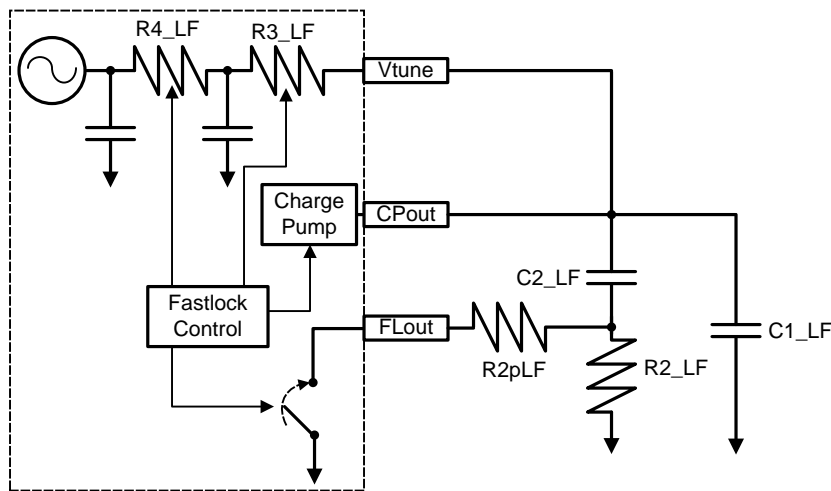 R4_LF
R3_LF
Vtune
Charge
Pump
CPout
C2_LF
Fastlock
Control
FLout
R2pLF
R2_LF
C1_LF